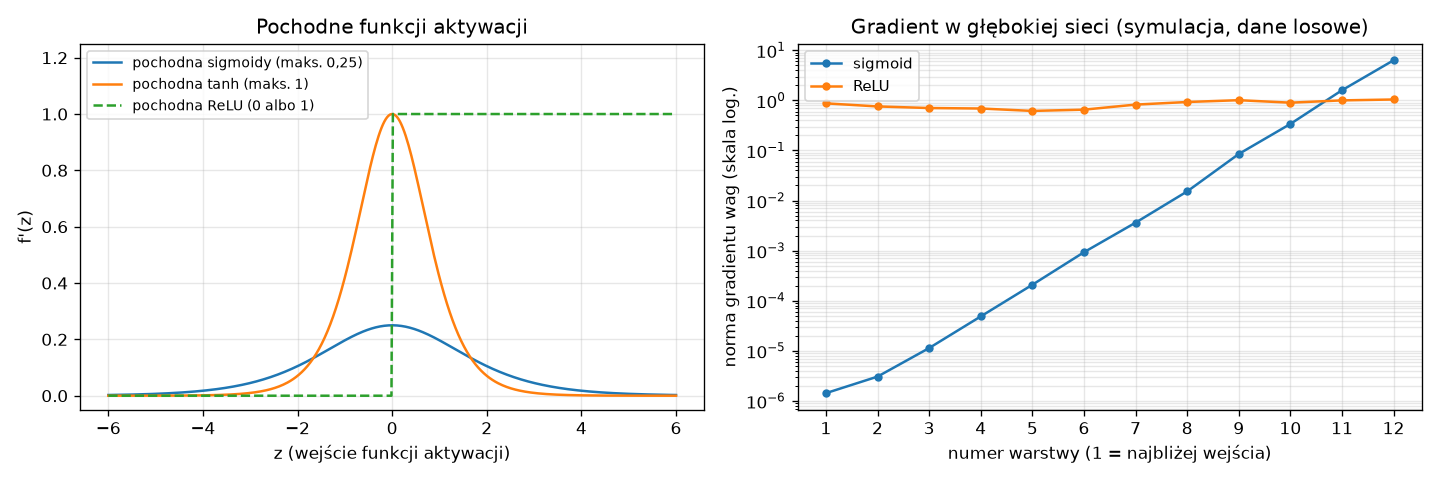 Pochodne funkcji aktywacji
pochodna sigmoidy (maks. 0,25)
pochodna tanh (maks. 1)
pochodna ReLU (0 albo 1)
f'(z)
1.2
1.0
0.8
0.6
0.4
0.2
0.0
−6 −4 −2 0 2 4 6
z (wejście funkcji aktywacji)
Gradient w głębokiej sieci (symulacja, dane losowe)
sigmoid
ReLU
norma gradientu wag (skala log.)
10¹
10⁰
10⁻¹
10⁻²
10⁻³
10⁻⁴
10⁻⁵
10⁻⁶
1 2 3 4 5 6 7 8 9 10 11 12
numer warstwy (1 = najbliżej wejścia)